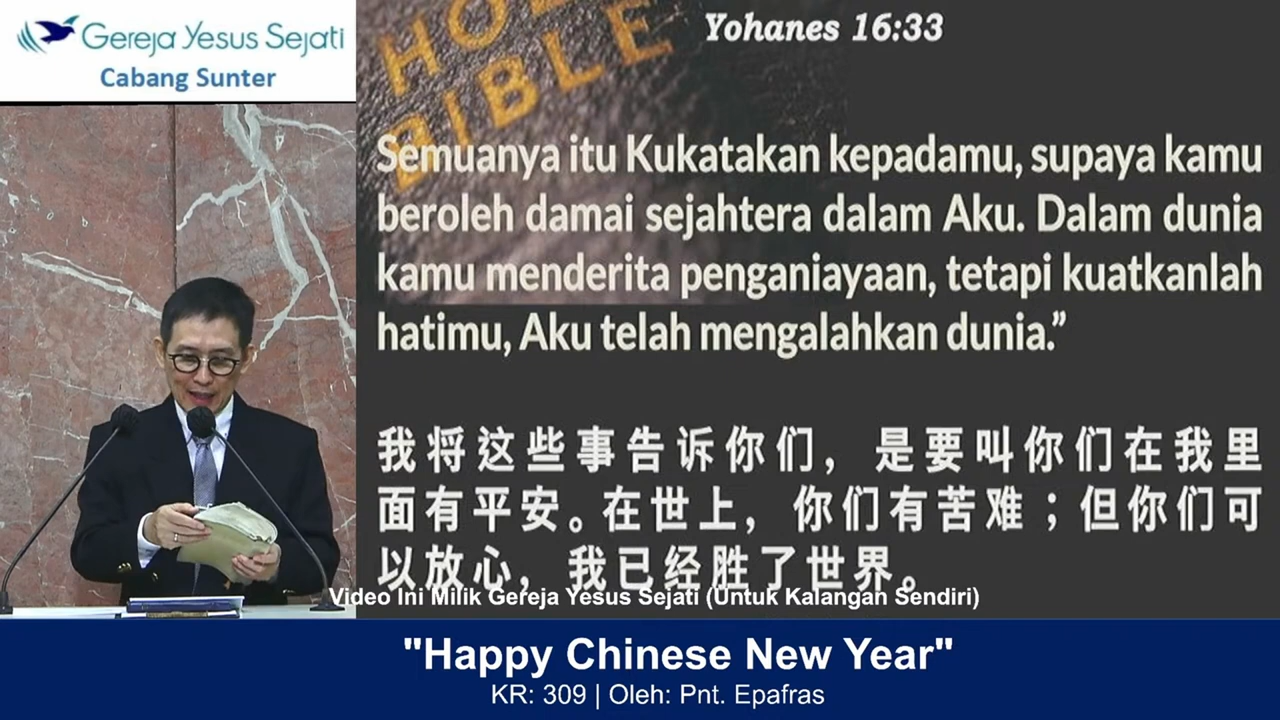 Gereja Yesus Sejati
Cabang Sunter
HOLY
BIBLE
Yohanes 16:33
Semuanya itu Kukatakan kepadamu, supaya kamu
beroleh damai sejahtera dalam Aku. Dalam dunia
kamu menderita penganiayaan, tetapi kuatkanlah
hatimu, Aku telah mengalahkan dunia.”
我将这些事告诉你们，是要叫你们在我里
面有平安。在世上，你们有苦难；但你们可
以放心，我已经胜了世界。
Video Ini Milik Gereja Yesus Sejati (Untuk Kalangan Sendiri)
"Happy Chinese New Year"
KR: 309 | Oleh: Pnt. Epafras